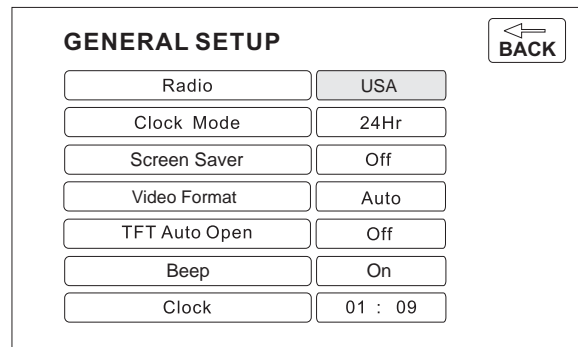 GENERAL SETUP
BACK
Radio USA
Clock Mode 24Hr
Screen Saver Off
Video Format Auto
TFT Auto Open Off
Beep On
Clock 01 : 09